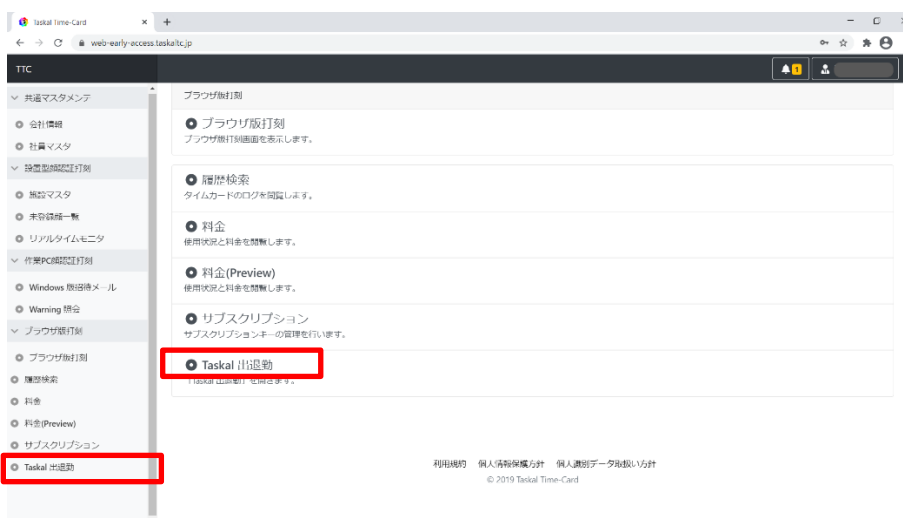 Taskal Time-Card
web-early-access.taskaltc.jp
TTC
1
共通マスタメンテ
会社情報
社員マスタ
設置型顔認証打刻
施設マスタ
未登録顔一覧
リアルタイムモニタ
作業PC顔認証打刻
Windows 版招待メール
Warning 照会
ブラウザ版打刻
ブラウザ版打刻
履歴検索
料金
料金(Preview)
サブスクリプション
Taskal 出退勤
ブラウザ版打刻
ブラウザ版打刻
ブラウザ版打刻画面を表示します。
履歴検索
タイムカードのログを閲覧します。
料金
使用状況と料金を閲覧します。
料金(Preview)
使用状況と料金を閲覧します。
サブスクリプション
サブスクリプションキーの管理を行います。
Taskal 出退勤
「Taskal 出退勤」を開きます。
利用規約 個人情報保護方針 個人識別データ取扱い方針
© 2019 Taskal Time-Card